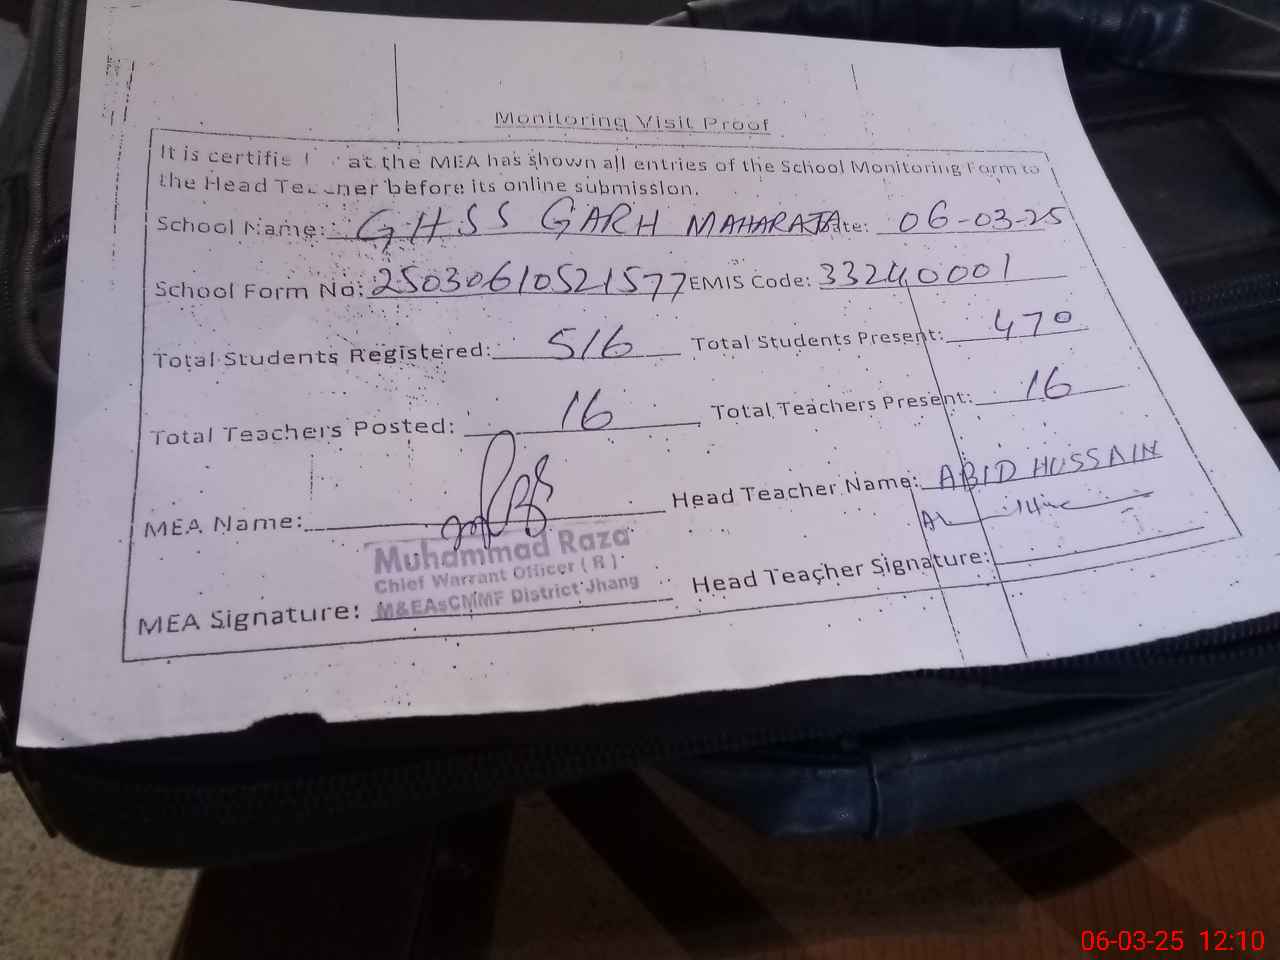 Monitoring Visit Proof
It is certifie at the MEA has shown all entries of the School Monitoring Form to
the Head Teacher before its online submission.
School Name: GHSS GARH MAHARAJA Date: 06-03-25
School Form No: 25030610521577 EMIS Code: 33240001
Total Students Registered: 516 Total Students Present: 470
Total Teachers Posted: 16 Total Teachers Present: 16
MEA Name: Head Teacher Name: ABID HUSSAIN
Muhammad Raza
Chief Warrant Officer ( R )
M&EAsCMMF District Jhang
MEA Signature: Head Teacher Signature:
06-03-25 12:10